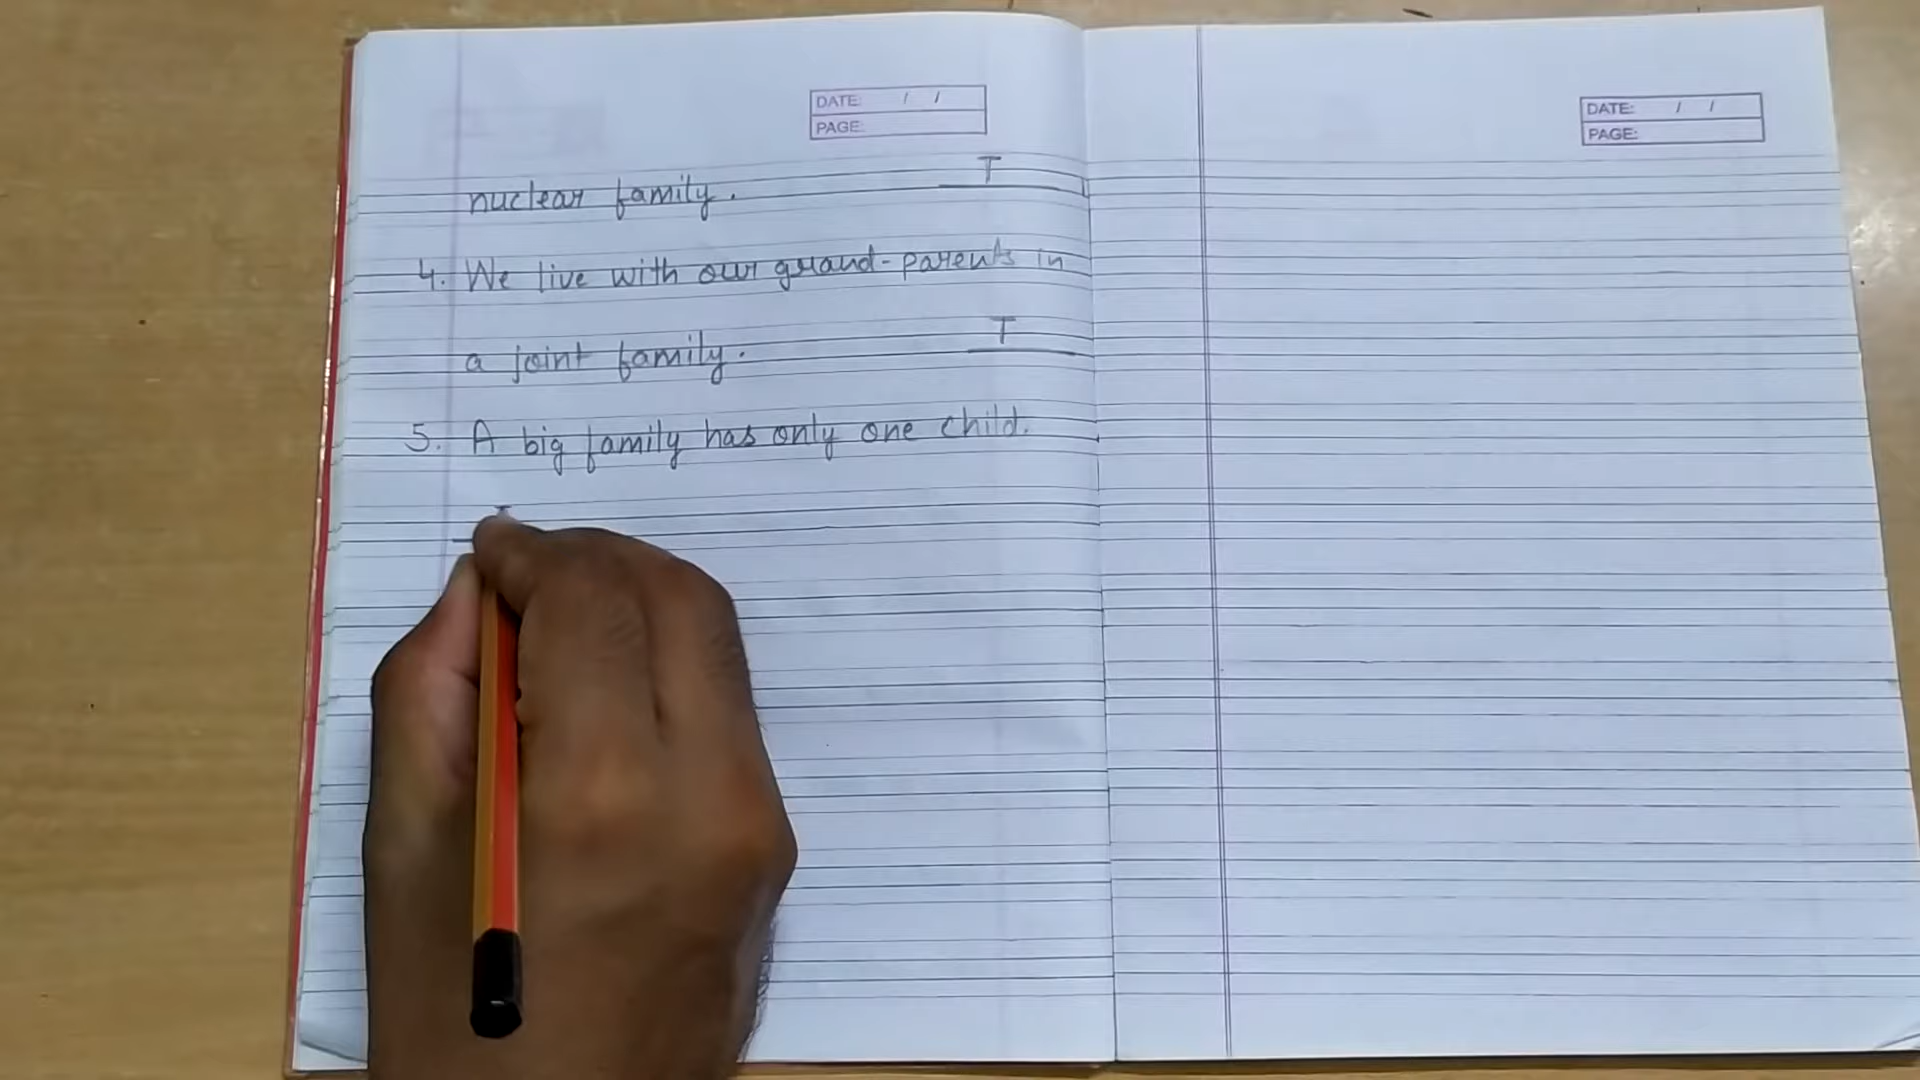 DATE: / /
PAGE:
nuclear family. T
4. We live with our grand-parents in
a joint family. T
5. A big family has only one child.
DATE: / /
PAGE: